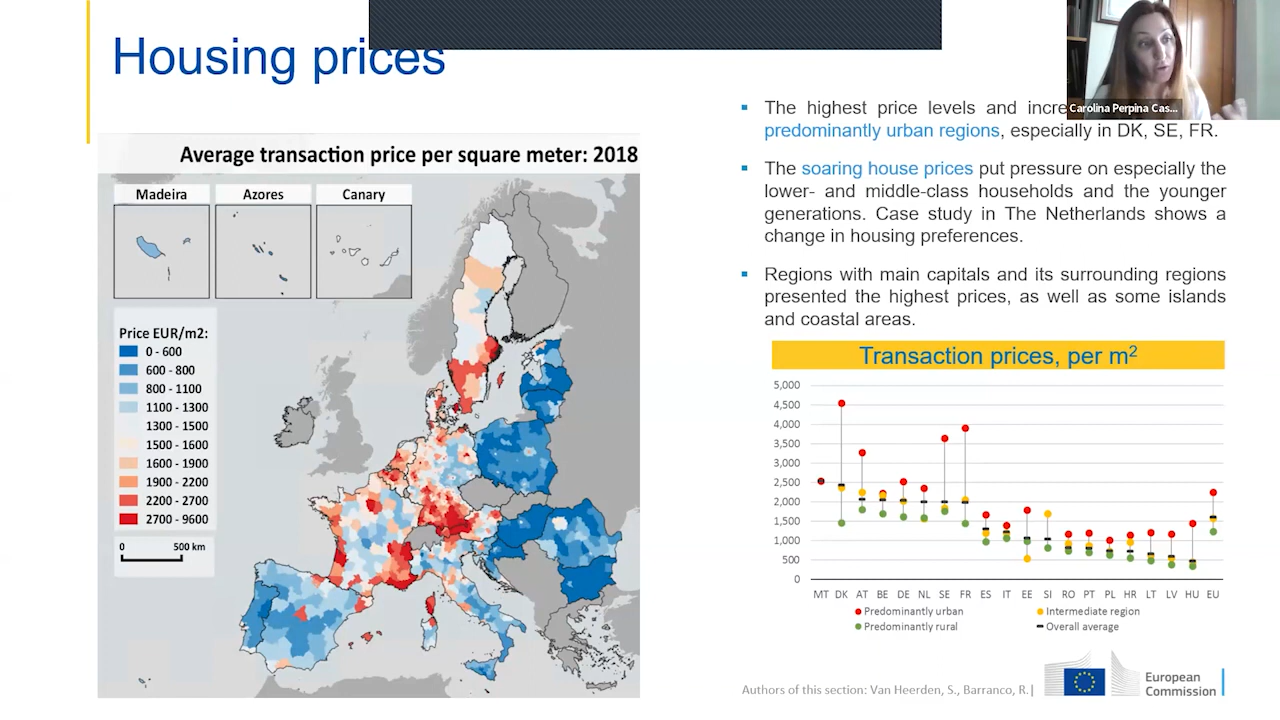 Housing prices
Carolina Perpina Cas...
The highest price levels and
predominantly urban regions, especially in DK, SE, FR.
The soaring house prices put pressure on especially the
lower- and middle-class households and the younger
generations. Case study in The Netherlands shows a
change in housing preferences.
Regions with main capitals and its surrounding regions
presented the highest prices, as well as some islands
and coastal areas.
Average transaction price per square meter: 2018
Madeira Azores Canary
Price EUR/m2:
0 - 600
600 - 800
800 - 1100
1100 - 1300
1300 - 1500
1500 - 1600
1600 - 1900
1900 - 2200
2200 - 2700
2700 - 9600
0 500 km
Transaction prices, per m²
5,000
4,500
4,000
3,500
3,000
2,500
2,000
1,500
1,000
500
0
MT DK AT BE DE NL SE FR ES IT EE SI RO PT PL HR LT LV HU EU
Predominantly urban Intermediate region
Predominantly rural Overall average
Authors of this section: Van Heerden, S., Barranco, R.|
European
Commission